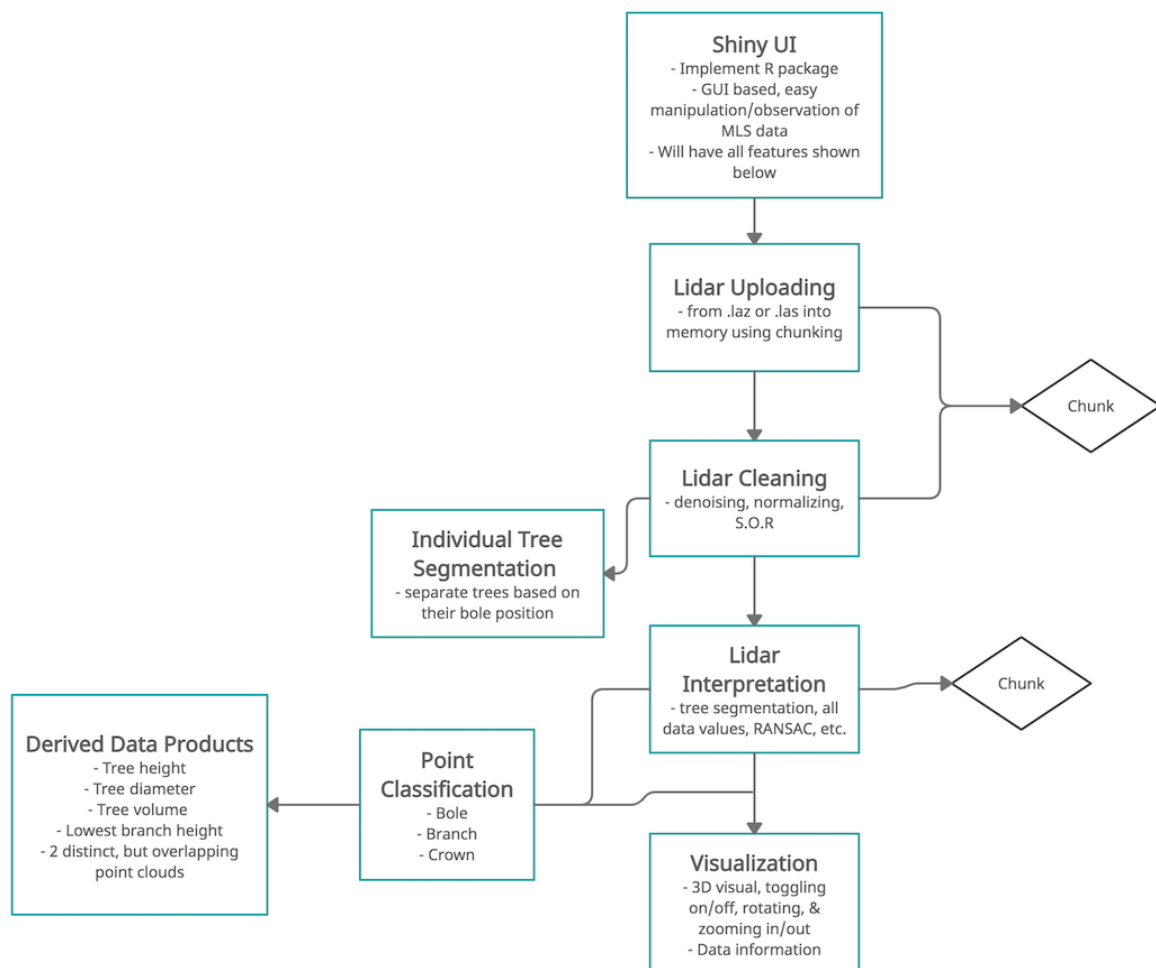 Shiny UI
- Implement R package
- GUI based, easy
manipulation/observation of
MLS data
- Will have all features shown
below
Lidar Uploading
- from .laz or .las into
memory using chunking
Chunk
Lidar Cleaning
- denoising, normalizing,
S.O.R
Individual Tree
Segmentation
- separate trees based on
their bole position
Lidar
Interpretation
- tree segmentation, all
data values, RANSAC, etc.
Chunk
Derived Data Products
- Tree height
- Tree diameter
- Tree volume
- Lowest branch height
- 2 distinct, but overlapping
point clouds
Point
Classification
- Bole
- Branch
- Crown
Visualization
- 3D visual, toggling
on/off, rotating, &
zooming in/out
- Data information